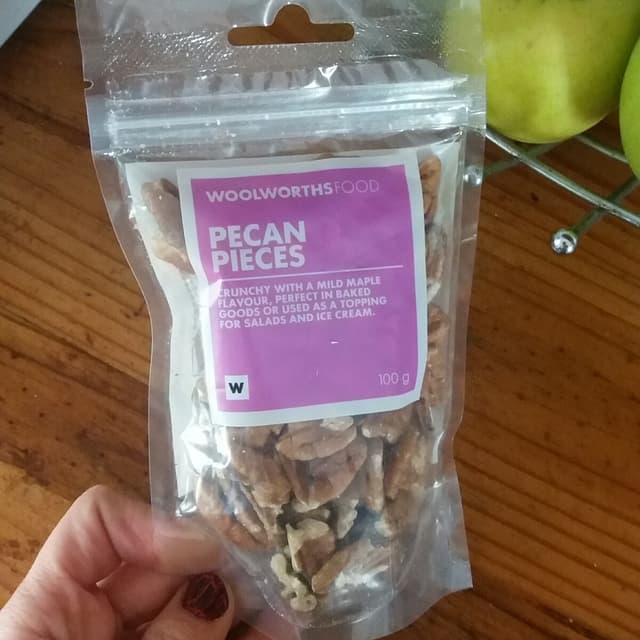 WOOLWORTHSFOOD
PECAN
PIECES
CRUNCHY WITH A MILD MAPLE
FLAVOUR, PERFECT IN BAKED
GOODS OR USED AS A TOPPING
FOR SALADS AND ICE CREAM.
W
100 g